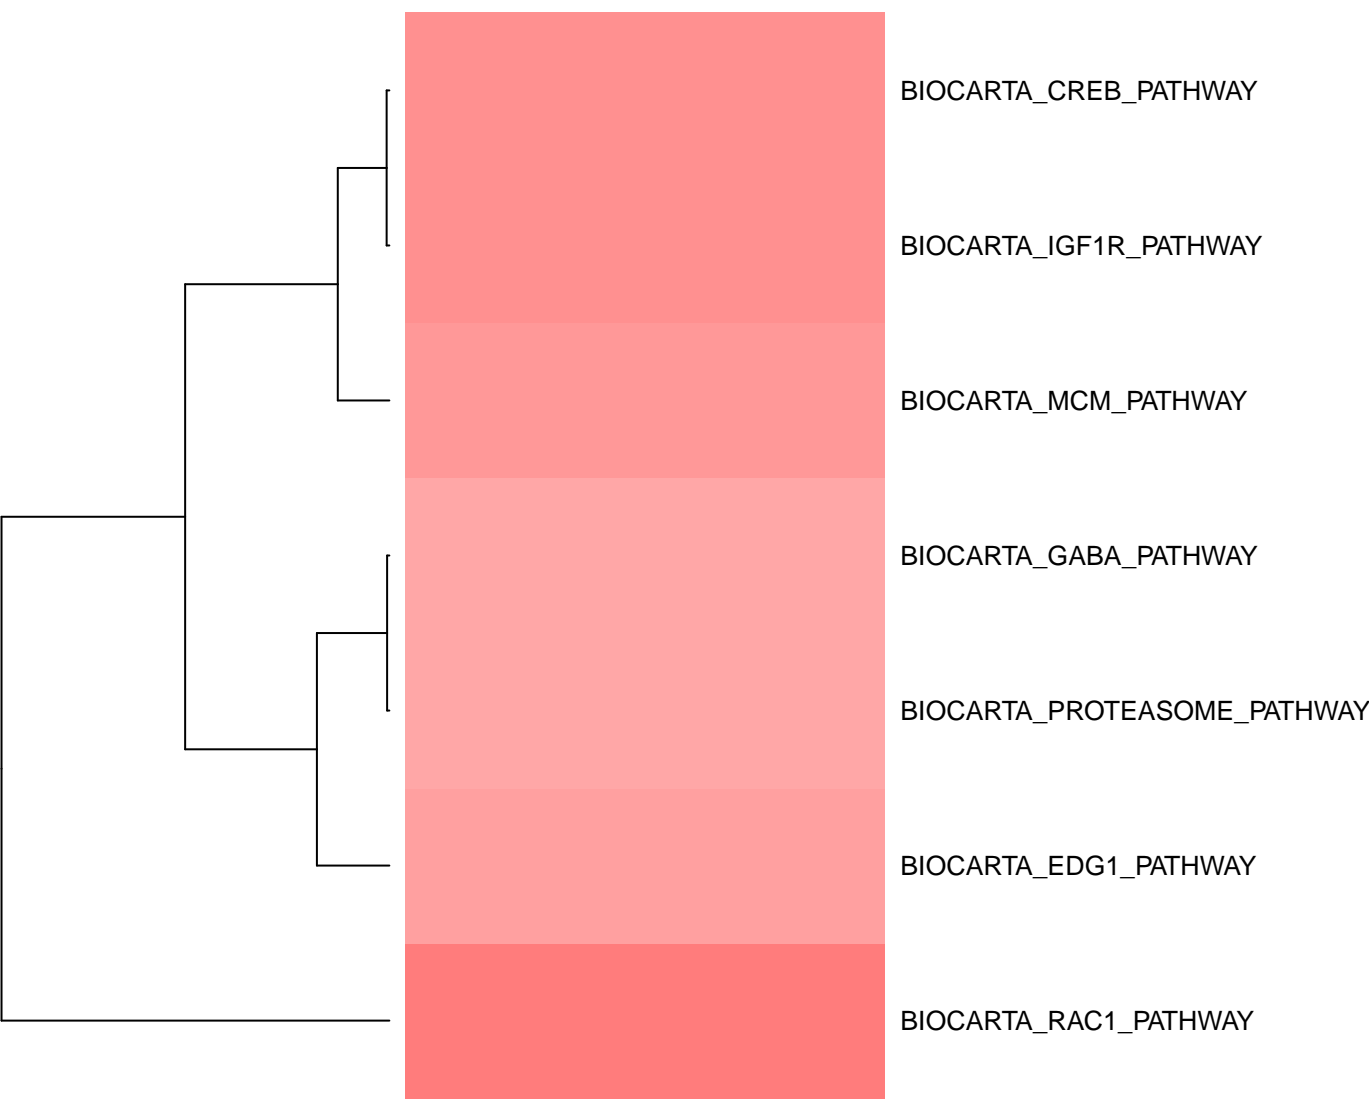 BIOCARTA_CREB_PATHWAY
BIOCARTA_IGF1R_PATHWAY
BIOCARTA_MCM_PATHWAY
BIOCARTA_GABA_PATHWAY
BIOCARTA_PROTEASOME_PATHWAY
BIOCARTA_EDG1_PATHWAY
BIOCARTA_RAC1_PATHWAY